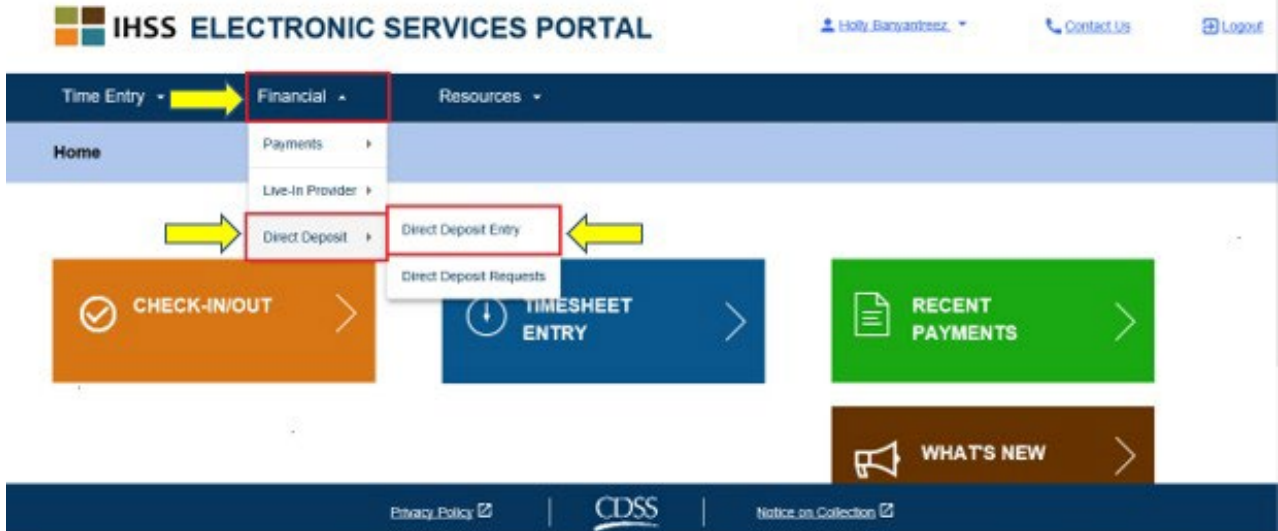 IHSS ELECTRONIC SERVICES PORTAL
Holly Banyantreez
Contact Us
Logout
Time Entry
Financial
Resources
Home
Payments
Live-In Provider
Direct Deposit
Direct Deposit Entry
Direct Deposit Requests
CHECK-IN/OUT
TIMESHEET
ENTRY
RECENT
PAYMENTS
WHAT'S NEW
Privacy Policy
CDSS
Notice on Collection